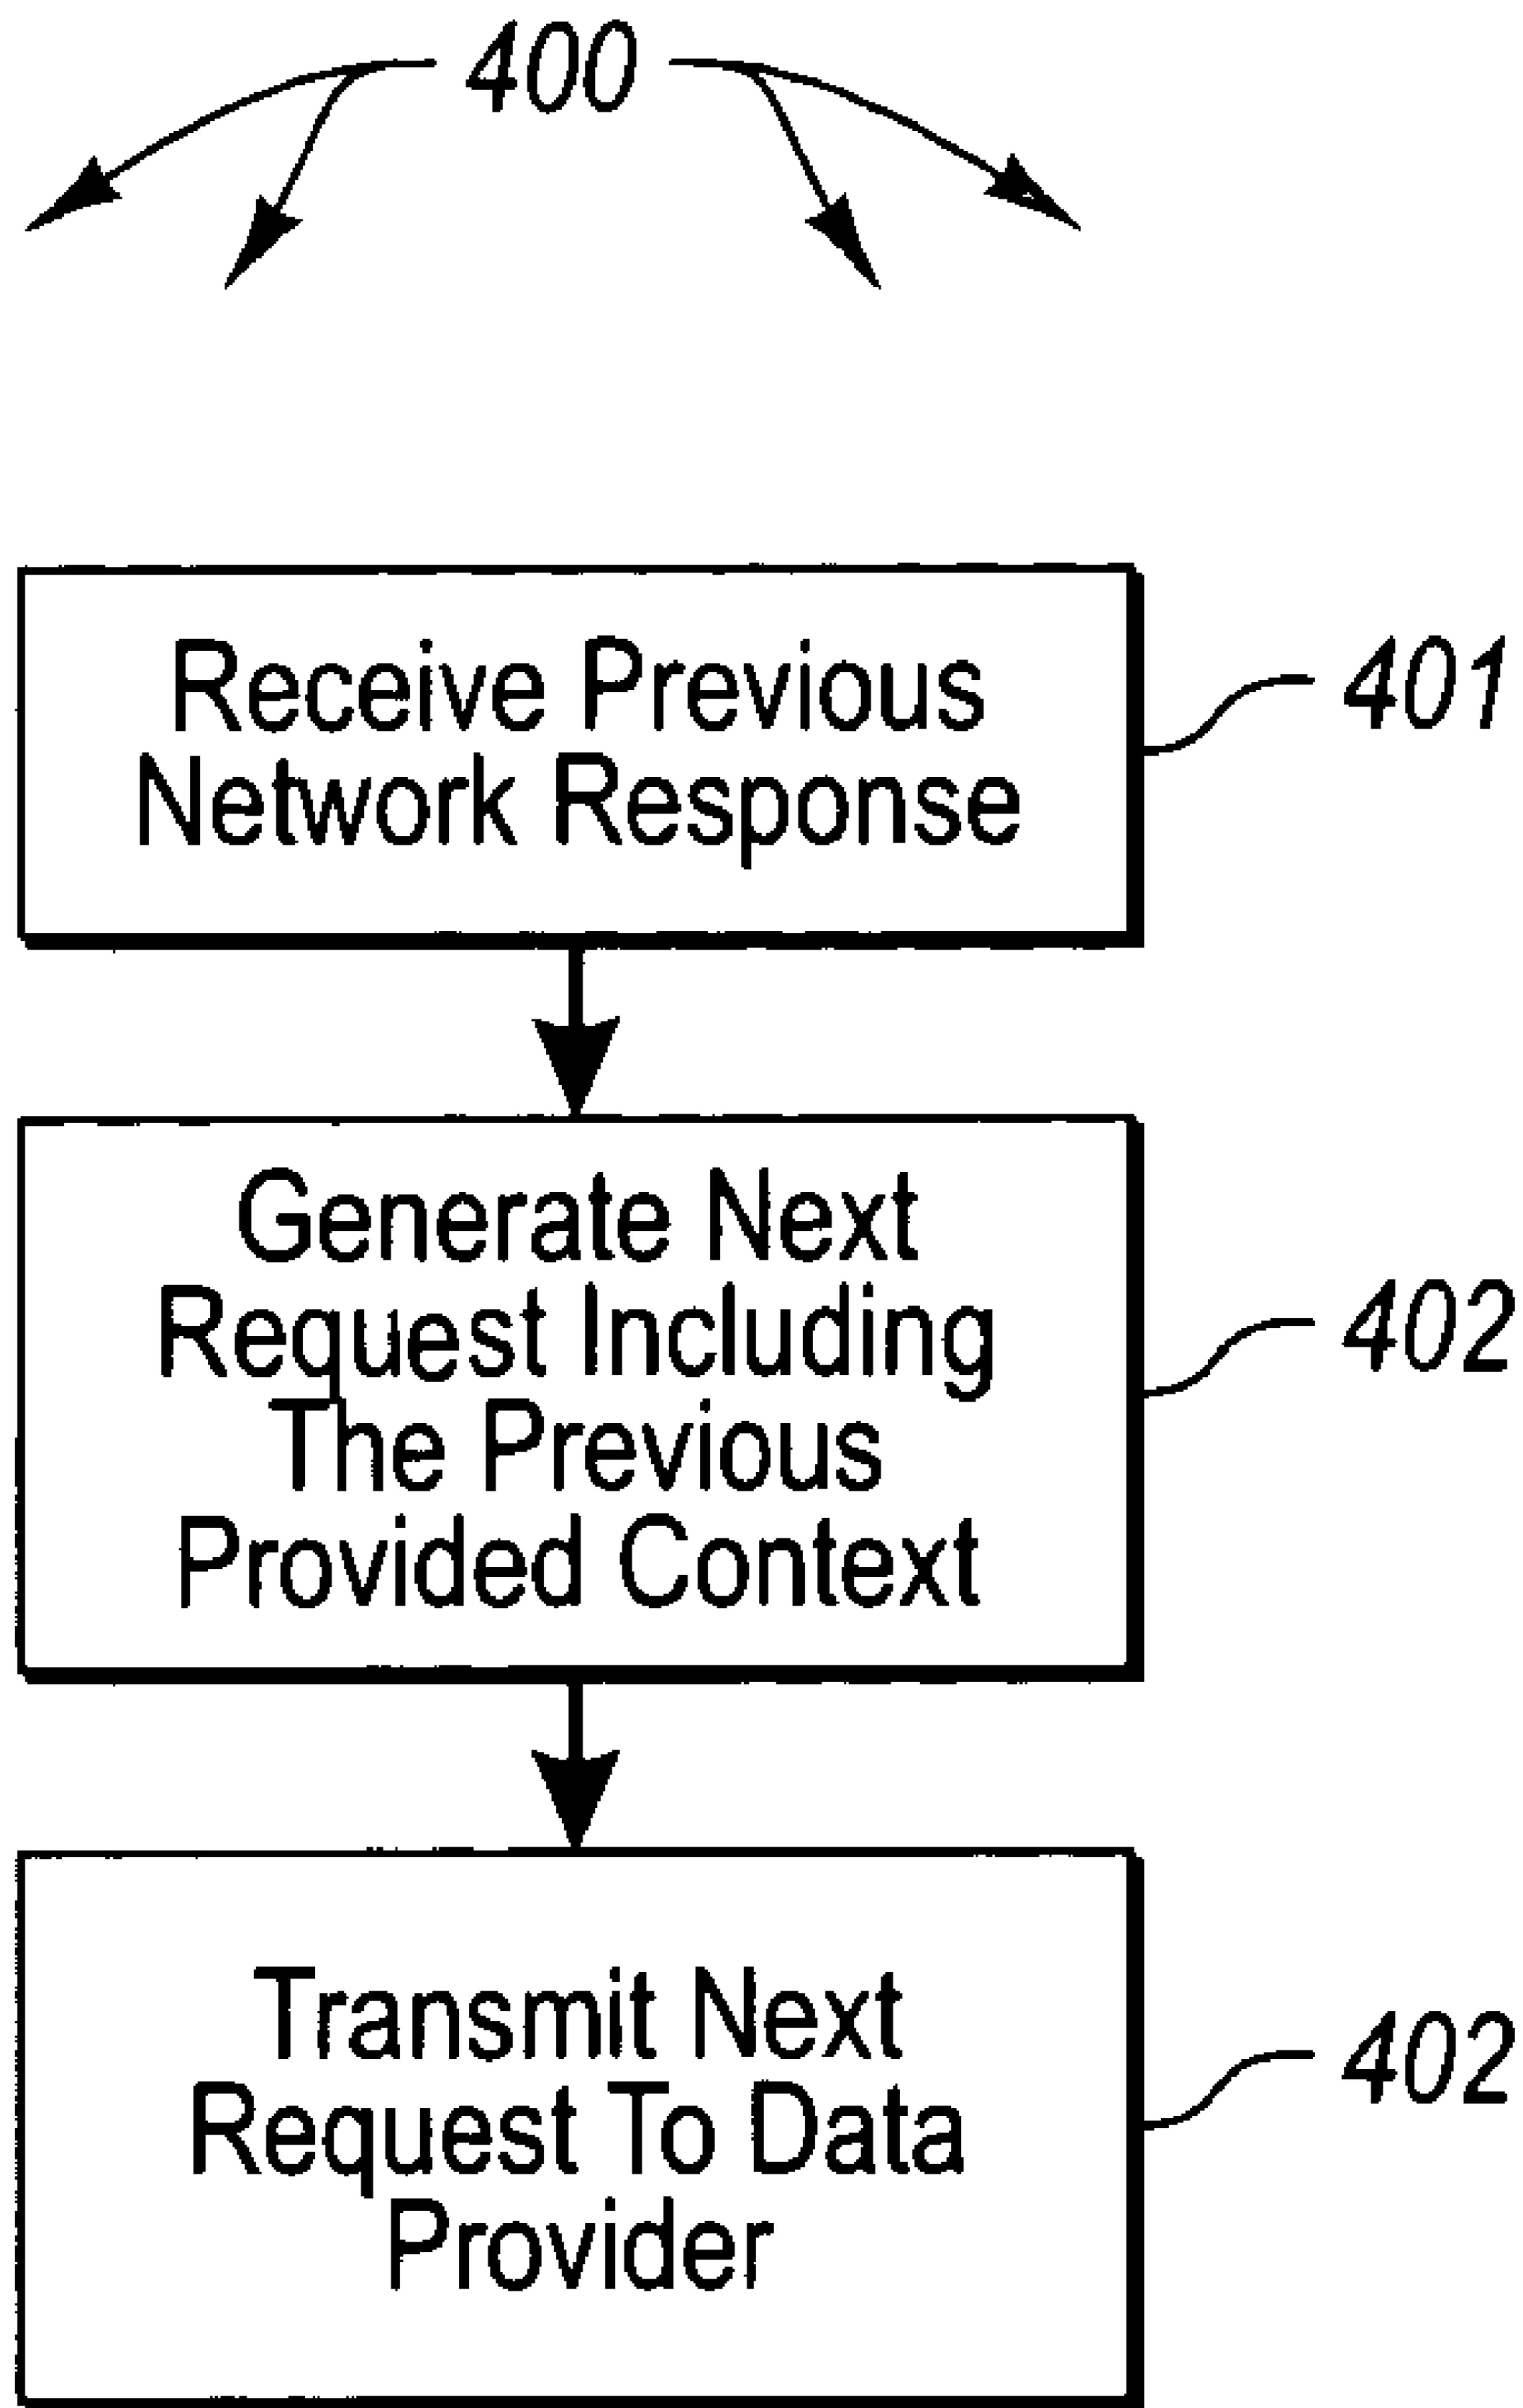 400
Receive Previous
Network Response
401
Generate Next
Request Including
The Previous
Provided Context
402
Transmit Next
Request To Data
Provider
402